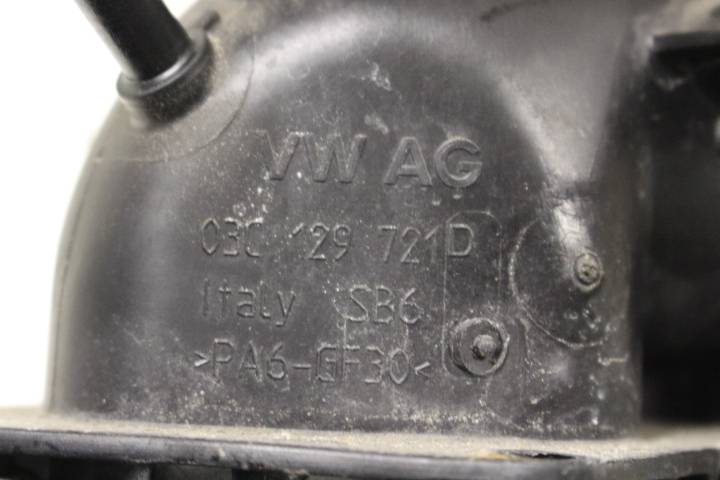 VW AG
03C 129 721D
Italy SB6
>PA6-GF30<